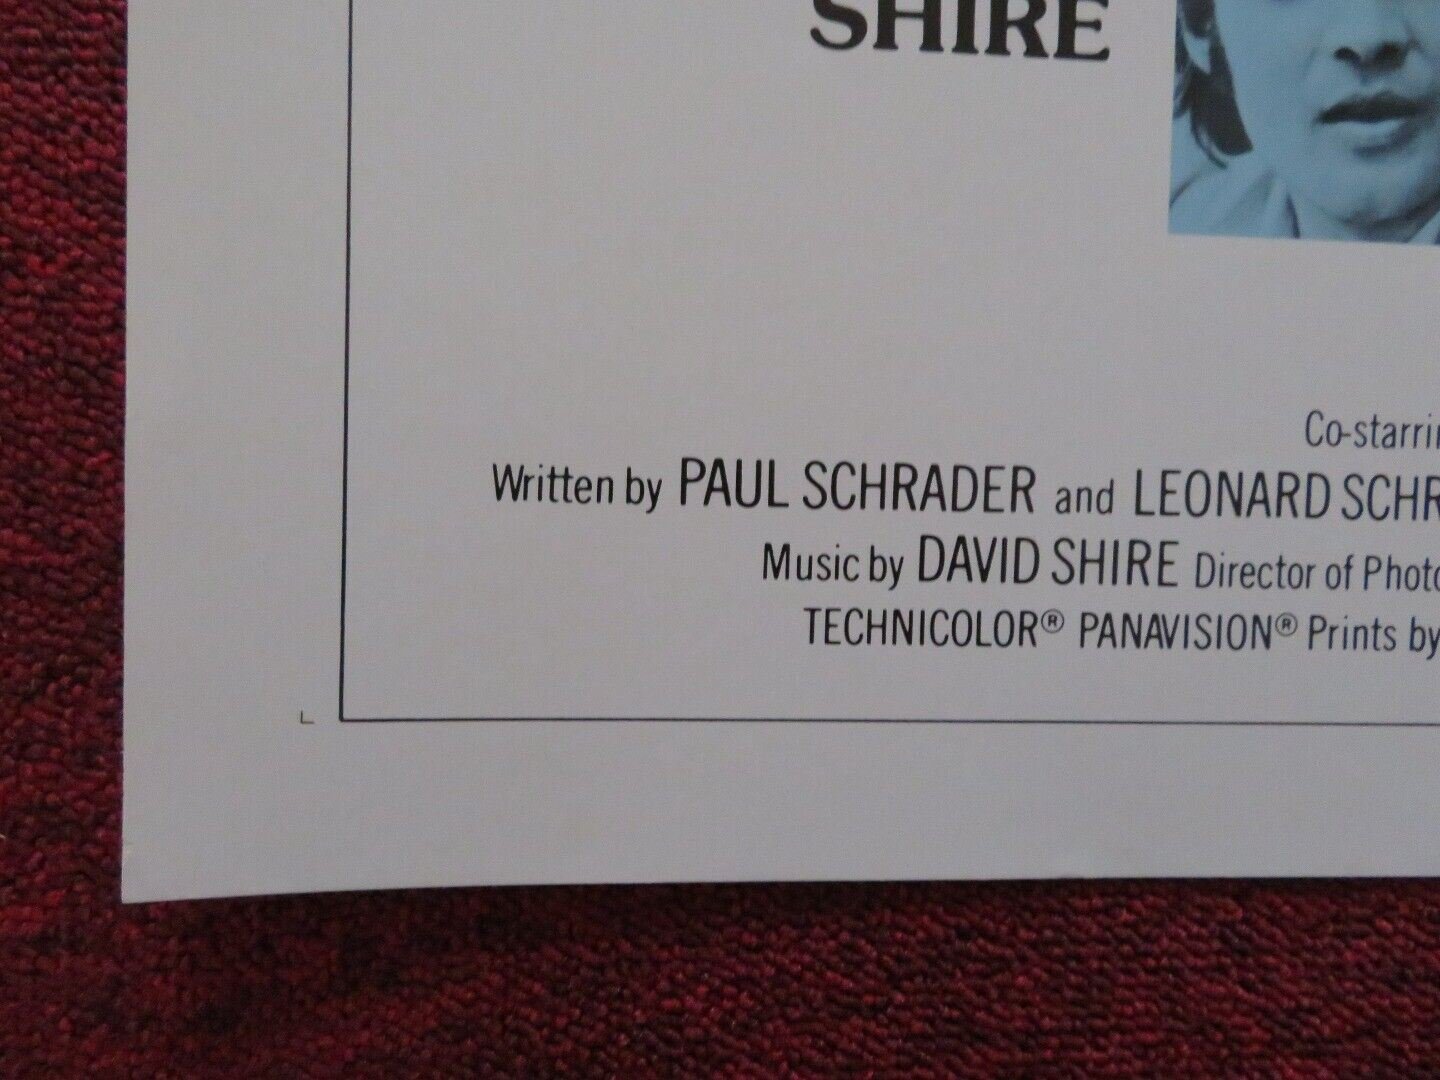 SHIRE
Co-starri
Written by PAUL SCHRADER and LEONARD SCHR
Music by DAVID SHIRE Director of Photo
TECHNICOLOR® PANAVISION® Prints by